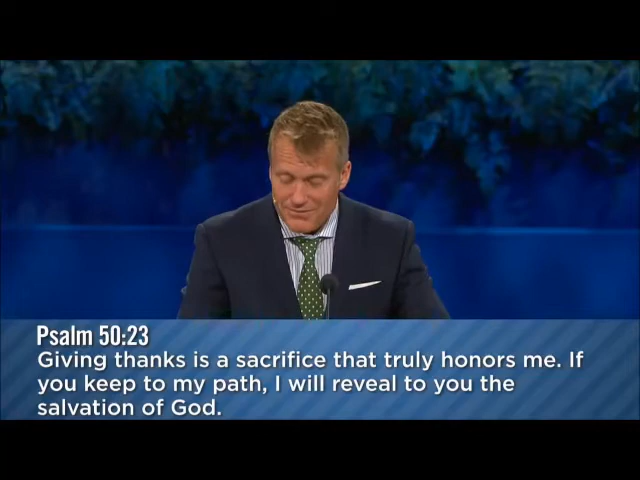 Psalm 50:23
Giving thanks is a sacrifice that truly honors me. If
you keep to my path, I will reveal to you the
salvation of God.